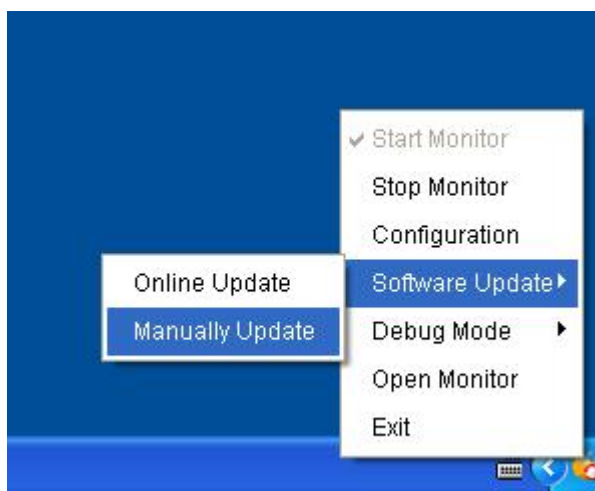 Start Monitor
Stop Monitor
Configuration
Software Update
Online Update
Manually Update
Debug Mode
Open Monitor
Exit